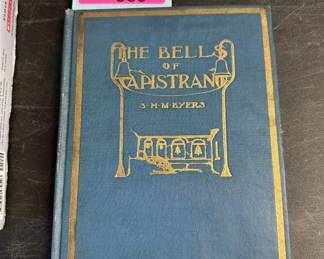 THE BELLS
OF
CAPISTRANO
S·H·M·BYERS